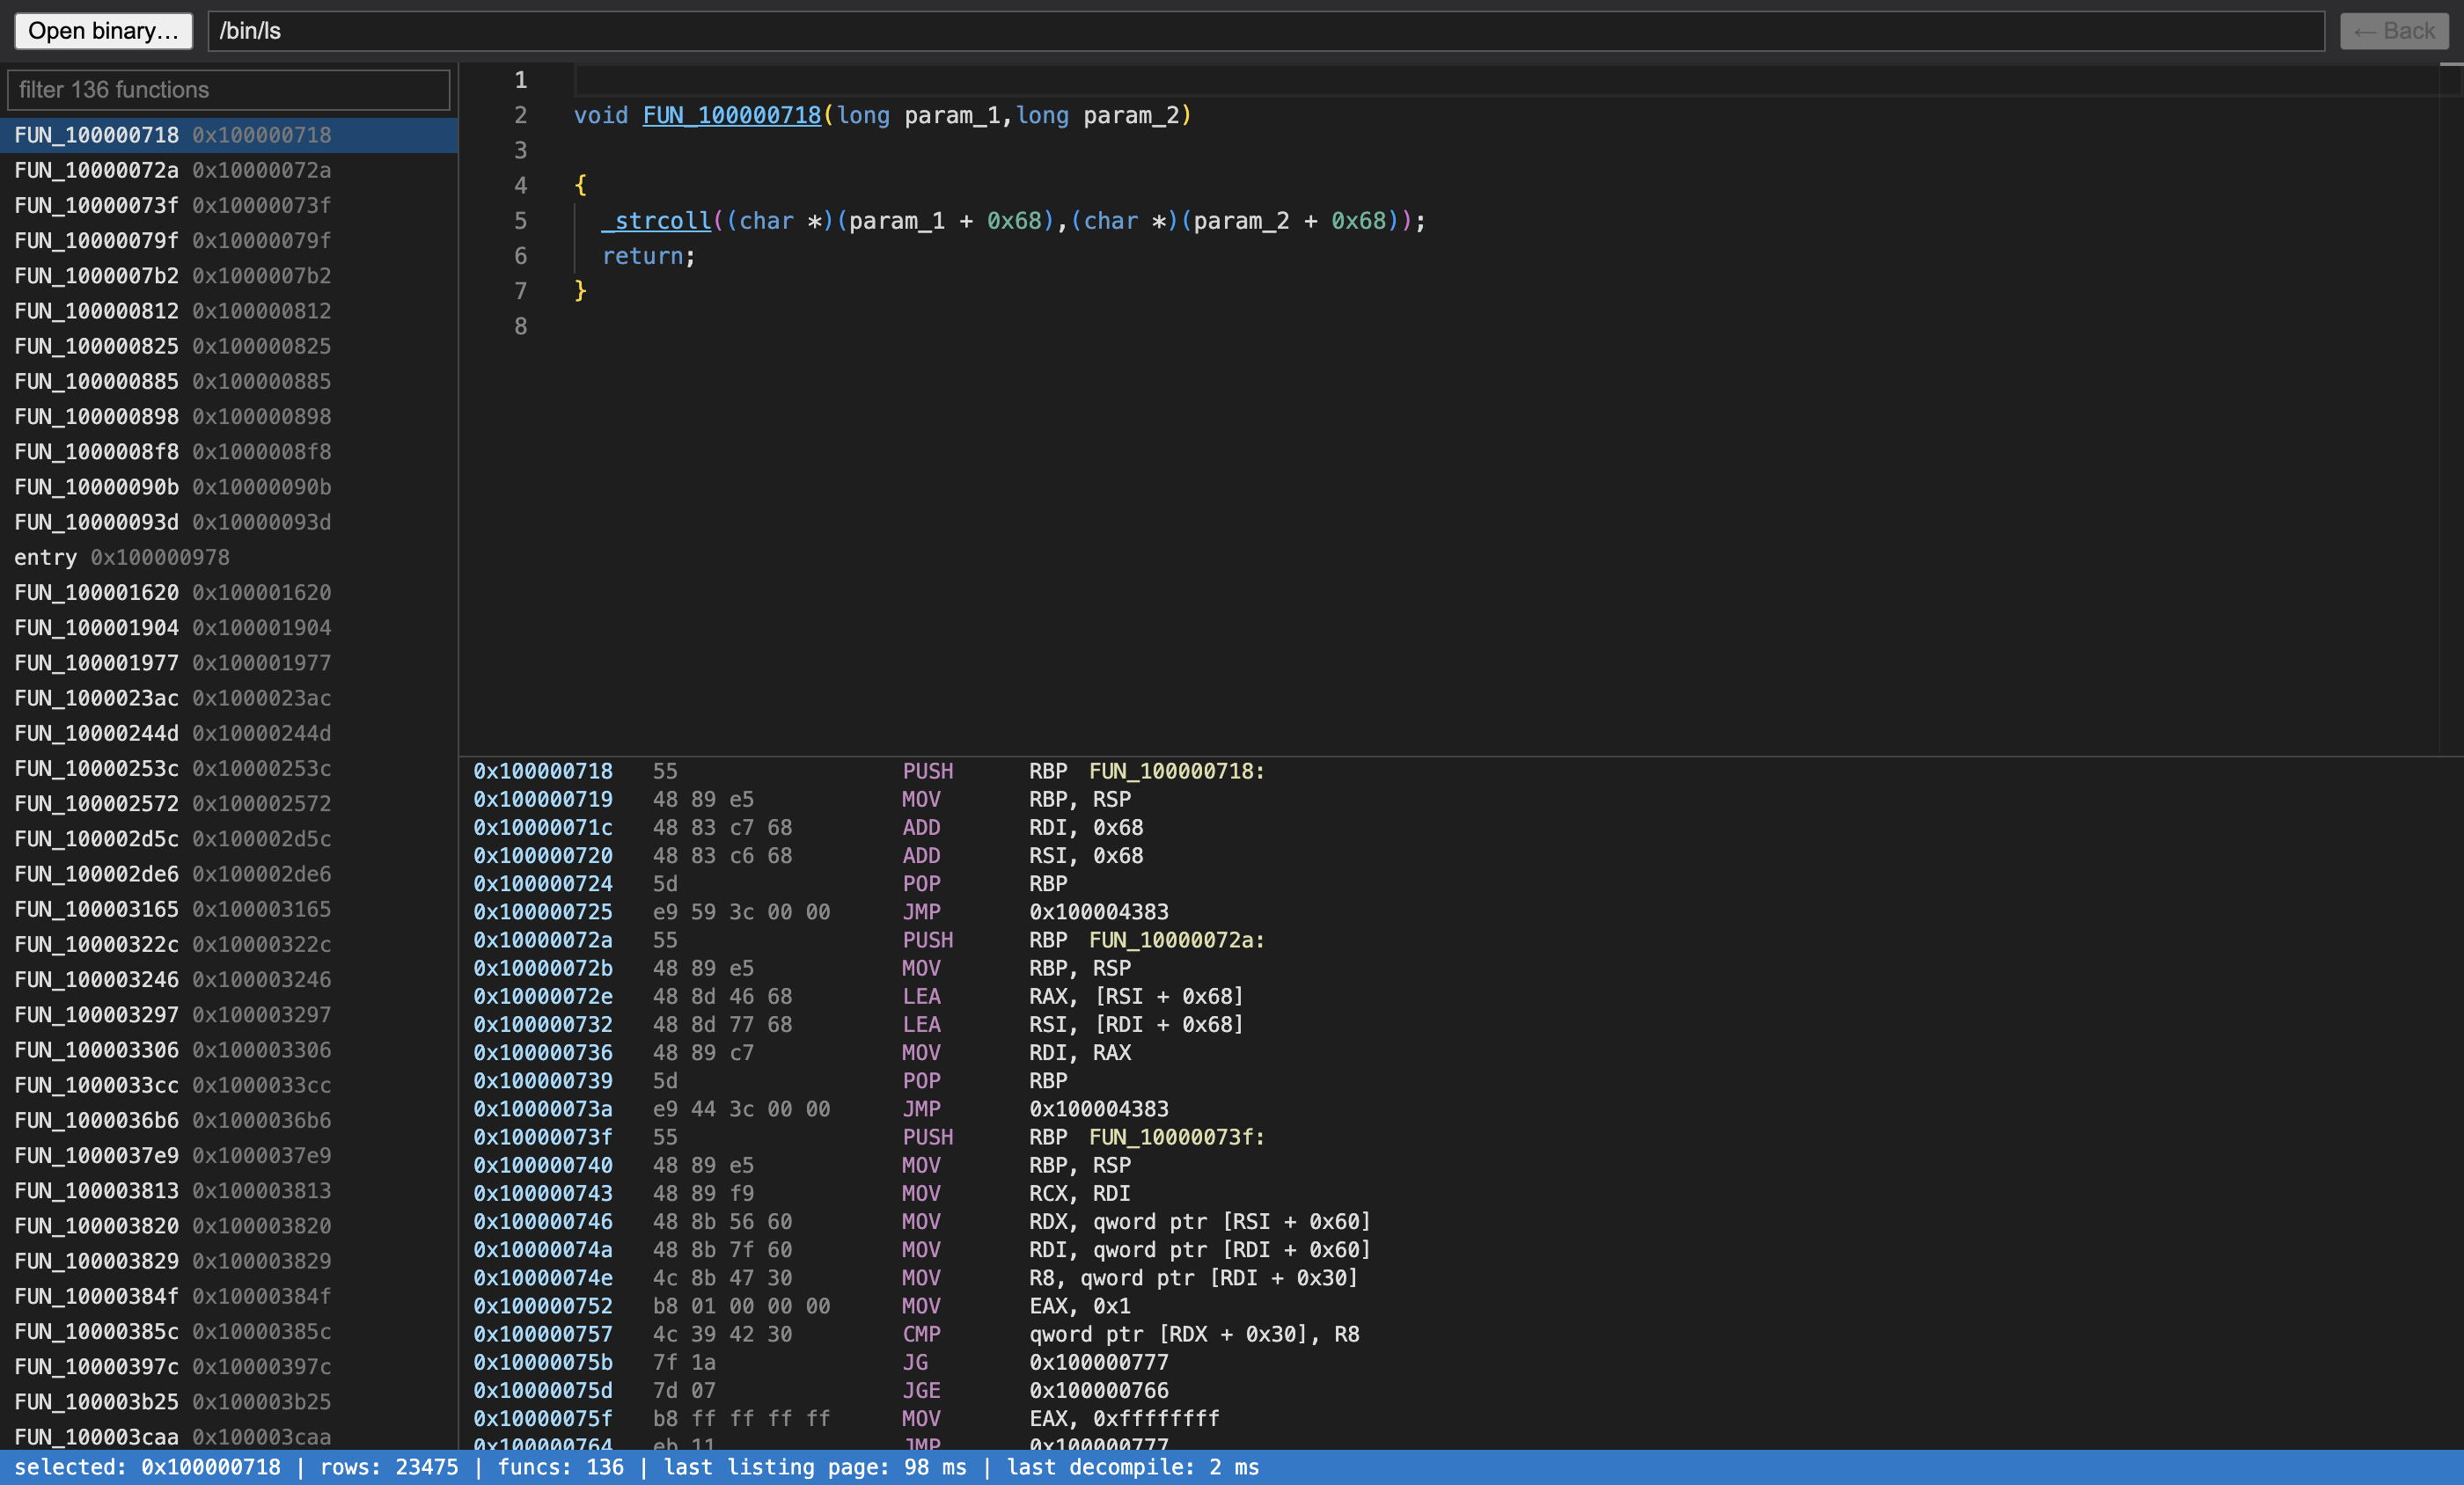 Open binary... /bin/ls ← Back
filter 136 functions
FUN_100000718 0x100000718
FUN_10000072a 0x10000072a
FUN_10000073f 0x10000073f
FUN_10000079f 0x10000079f
FUN_1000007b2 0x1000007b2
FUN_100000812 0x100000812
FUN_100000825 0x100000825
FUN_100000885 0x100000885
FUN_100000898 0x100000898
FUN_1000008f8 0x1000008f8
FUN_10000090b 0x10000090b
FUN_10000093d 0x10000093d
entry 0x100000978
FUN_100001620 0x100001620
FUN_100001904 0x100001904
FUN_100001977 0x100001977
FUN_1000023ac 0x1000023ac
FUN_10000244d 0x10000244d
FUN_10000253c 0x10000253c
FUN_100002572 0x100002572
FUN_100002d5c 0x100002d5c
FUN_100002de6 0x100002de6
FUN_100003165 0x100003165
FUN_10000322c 0x10000322c
FUN_100003246 0x100003246
FUN_100003297 0x100003297
FUN_100003306 0x100003306
FUN_1000033cc 0x1000033cc
FUN_1000036b6 0x1000036b6
FUN_1000037e9 0x1000037e9
FUN_100003813 0x100003813
FUN_100003820 0x100003820
FUN_100003829 0x100003829
FUN_10000384f 0x10000384f
FUN_10000385c 0x10000385c
FUN_10000397c 0x10000397c
FUN_100003b25 0x100003b25
FUN_100003caa 0x100003caa
1
2 void FUN_100000718(long param_1,long param_2)
3
4 {
5 _strcoll((char *)(param_1 + 0x68),(char *)(param_2 + 0x68));
6 return;
7 }
8
0x100000718 55 PUSH RBP FUN_100000718:
0x100000719 48 89 e5 MOV RBP, RSP
0x10000071c 48 83 c7 68 ADD RDI, 0x68
0x100000720 48 83 c6 68 ADD RSI, 0x68
0x100000724 5d POP RBP
0x100000725 e9 59 3c 00 00 JMP 0x100004383
0x10000072a 55 PUSH RBP FUN_10000072a:
0x10000072b 48 89 e5 MOV RBP, RSP
0x10000072e 48 8d 46 68 LEA RAX, [RSI + 0x68]
0x100000732 48 8d 77 68 LEA RSI, [RDI + 0x68]
0x100000736 48 89 c7 MOV RDI, RAX
0x100000739 5d POP RBP
0x10000073a e9 44 3c 00 00 JMP 0x100004383
0x10000073f 55 PUSH RBP FUN_10000073f:
0x100000740 48 89 e5 MOV RBP, RSP
0x100000743 48 89 f9 MOV RCX, RDI
0x100000746 48 8b 56 60 MOV RDX, qword ptr [RSI + 0x60]
0x10000074a 48 8b 7f 60 MOV RDI, qword ptr [RDI + 0x60]
0x10000074e 4c 8b 47 30 MOV R8, qword ptr [RDI + 0x30]
0x100000752 b8 01 00 00 00 MOV EAX, 0x1
0x100000757 4c 39 42 30 CMP qword ptr [RDX + 0x30], R8
0x10000075b 7f 1a JG 0x100000777
0x10000075d 7d 07 JGE 0x100000766
0x10000075f b8 ff ff ff ff MOV EAX, 0xffffffff
0x100000764 eb 11 JMP 0x100000777
selected: 0x100000718 | rows: 23475 | funcs: 136 | last listing page: 98 ms | last decompile: 2 ms